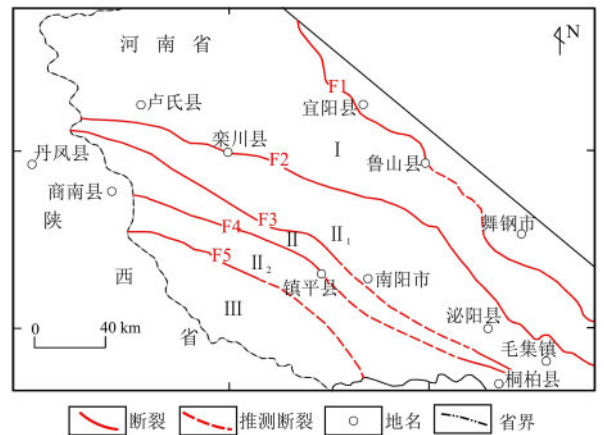 河南省
N
F1
卢氏县
宜阳县
栾川县
I
丹凤县
F2
鲁山县
商南县
陕
F3
舞钢市
F4
II
II₁
F5
II₂
西
镇平县
南阳市
III
泌阳县
0 40 km
省
毛集镇
桐柏县
断裂 推测断裂 地名 省界